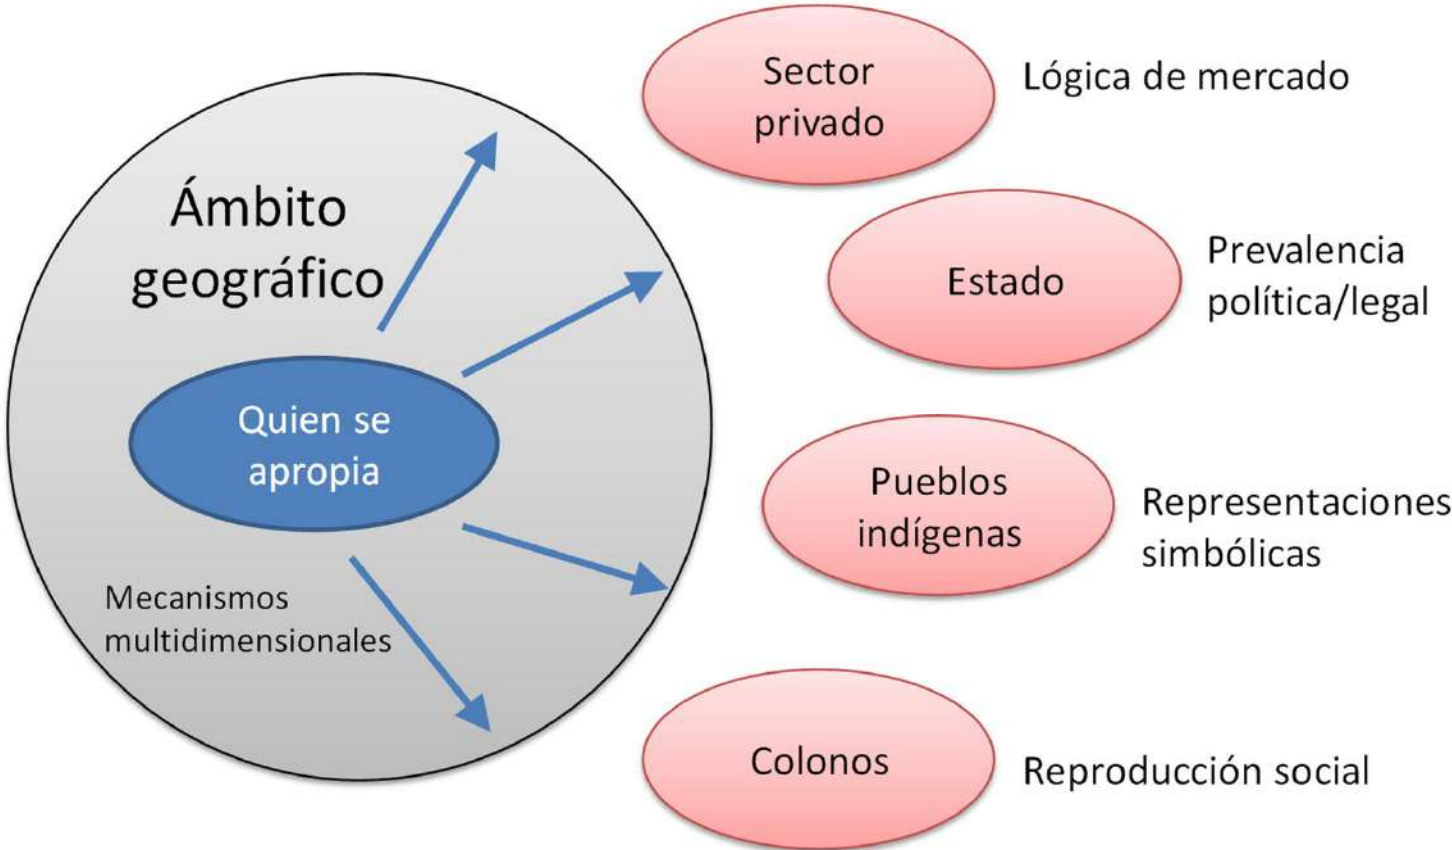 Sector
privado
Lógica de mercado
Ámbito
geográfico
Estado
Prevalencia
política/legal
Quien se
apropia
Pueblos
indígenas
Representaciones
simbólicas
Mecanismos
multidimensionales
Colonos
Reproducción social